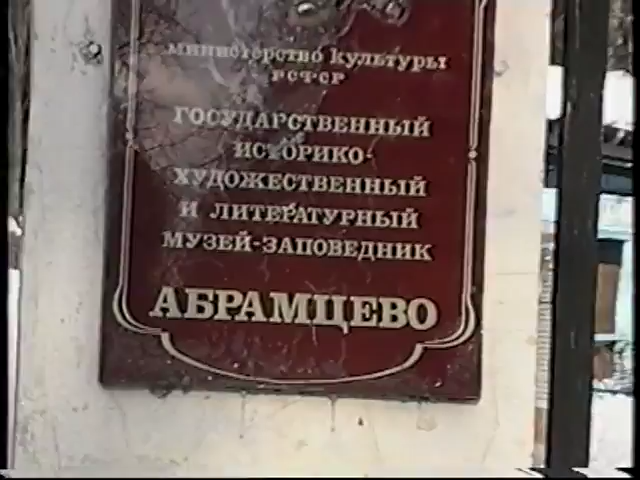 министерство культуры
РСФСР
ГОСУДАРСТВЕННЫЙ
ИСТОРИКО-
ХУДОЖЕСТВЕННЫЙ
И ЛИТЕРАТУРНЫЙ
МУЗЕЙ-ЗАПОВЕДНИК
АБРАМЦЕВО